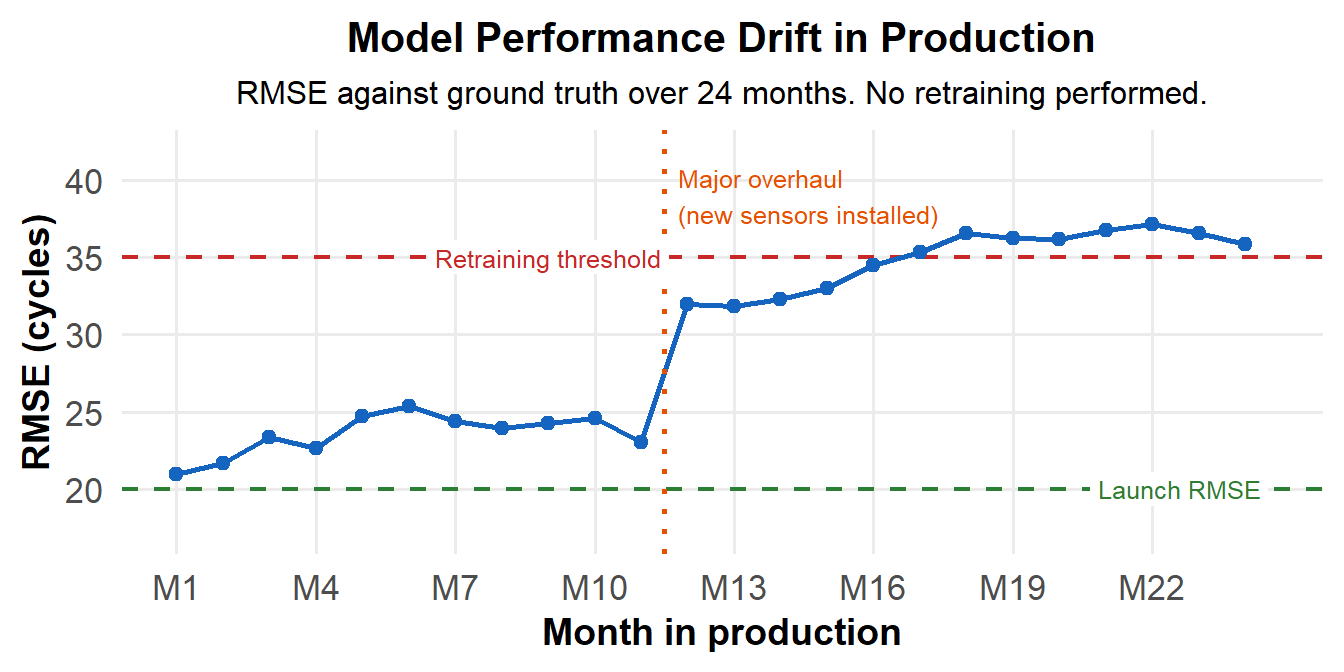 Model Performance Drift in Production
RMSE against ground truth over 24 months. No retraining performed.
RMSE (cycles)
40
35
30
25
20
Major overhaul
(new sensors installed)
Retraining threshold
Launch RMSE
M1
M4
M7
M10
M13
M16
M19
M22
Month in production